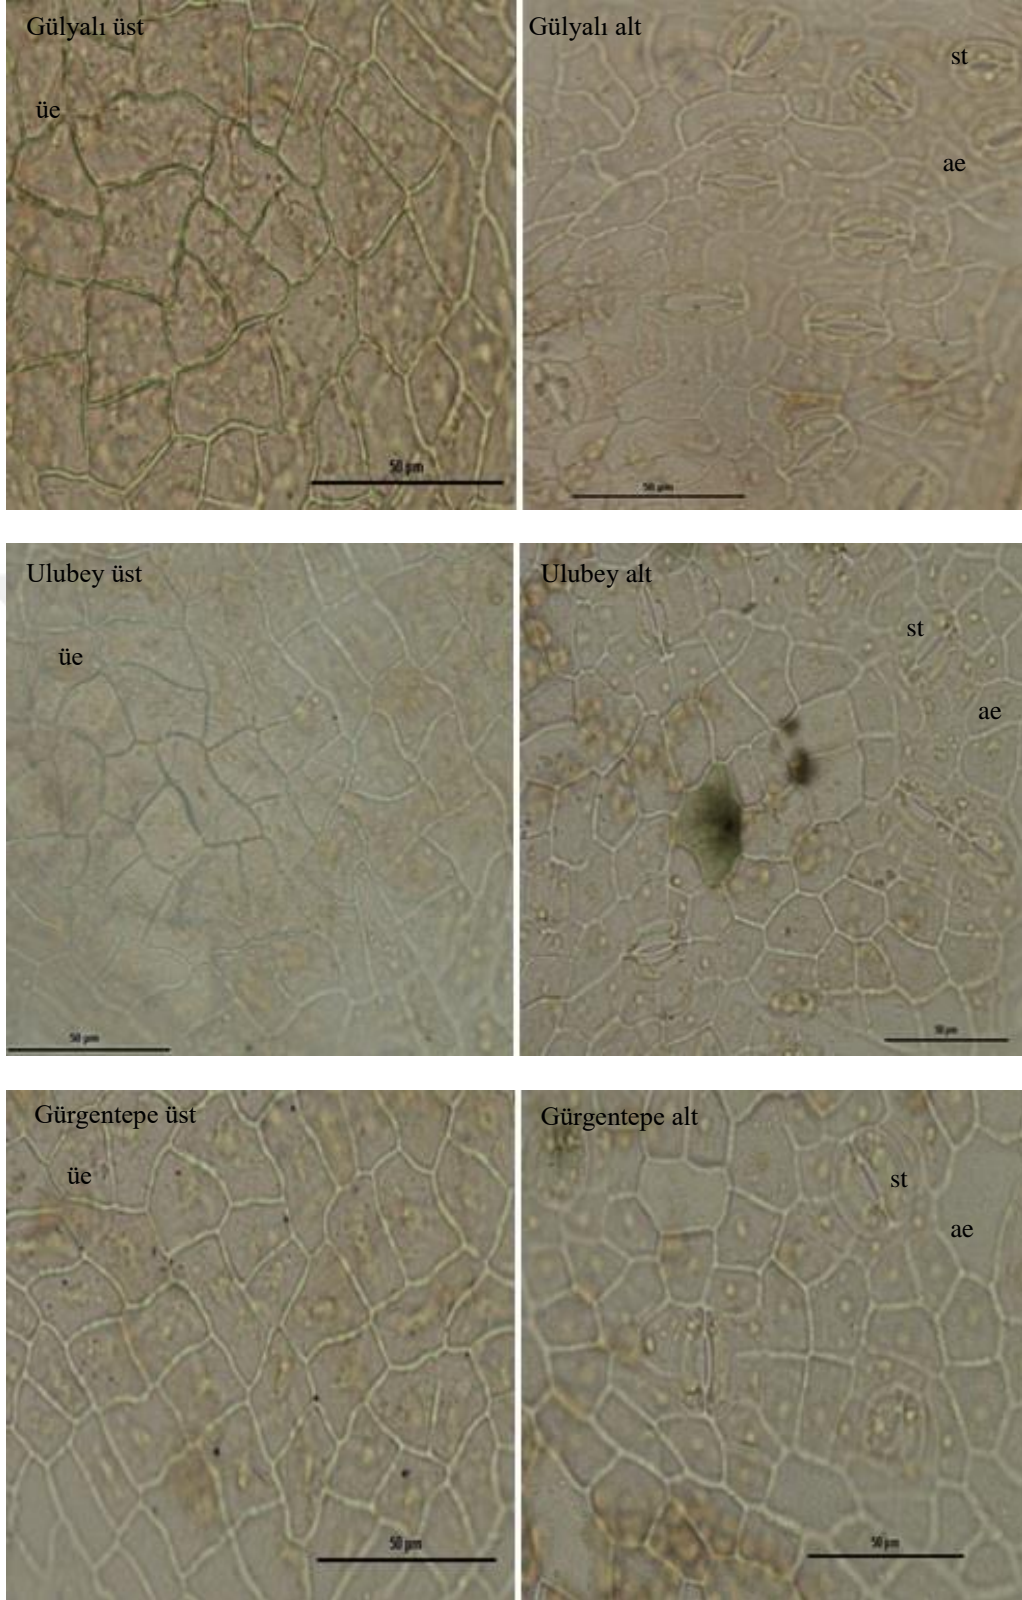 Gülyalı üst
üe
50 µm
Gülyalı alt
st
ae
50 µm
Ulubey üst
üe
50 µm
Ulubey alt
st
ae
50 µm
Gürgentepe üst
üe
50 µm
Gürgentepe alt
st
ae
50 µm